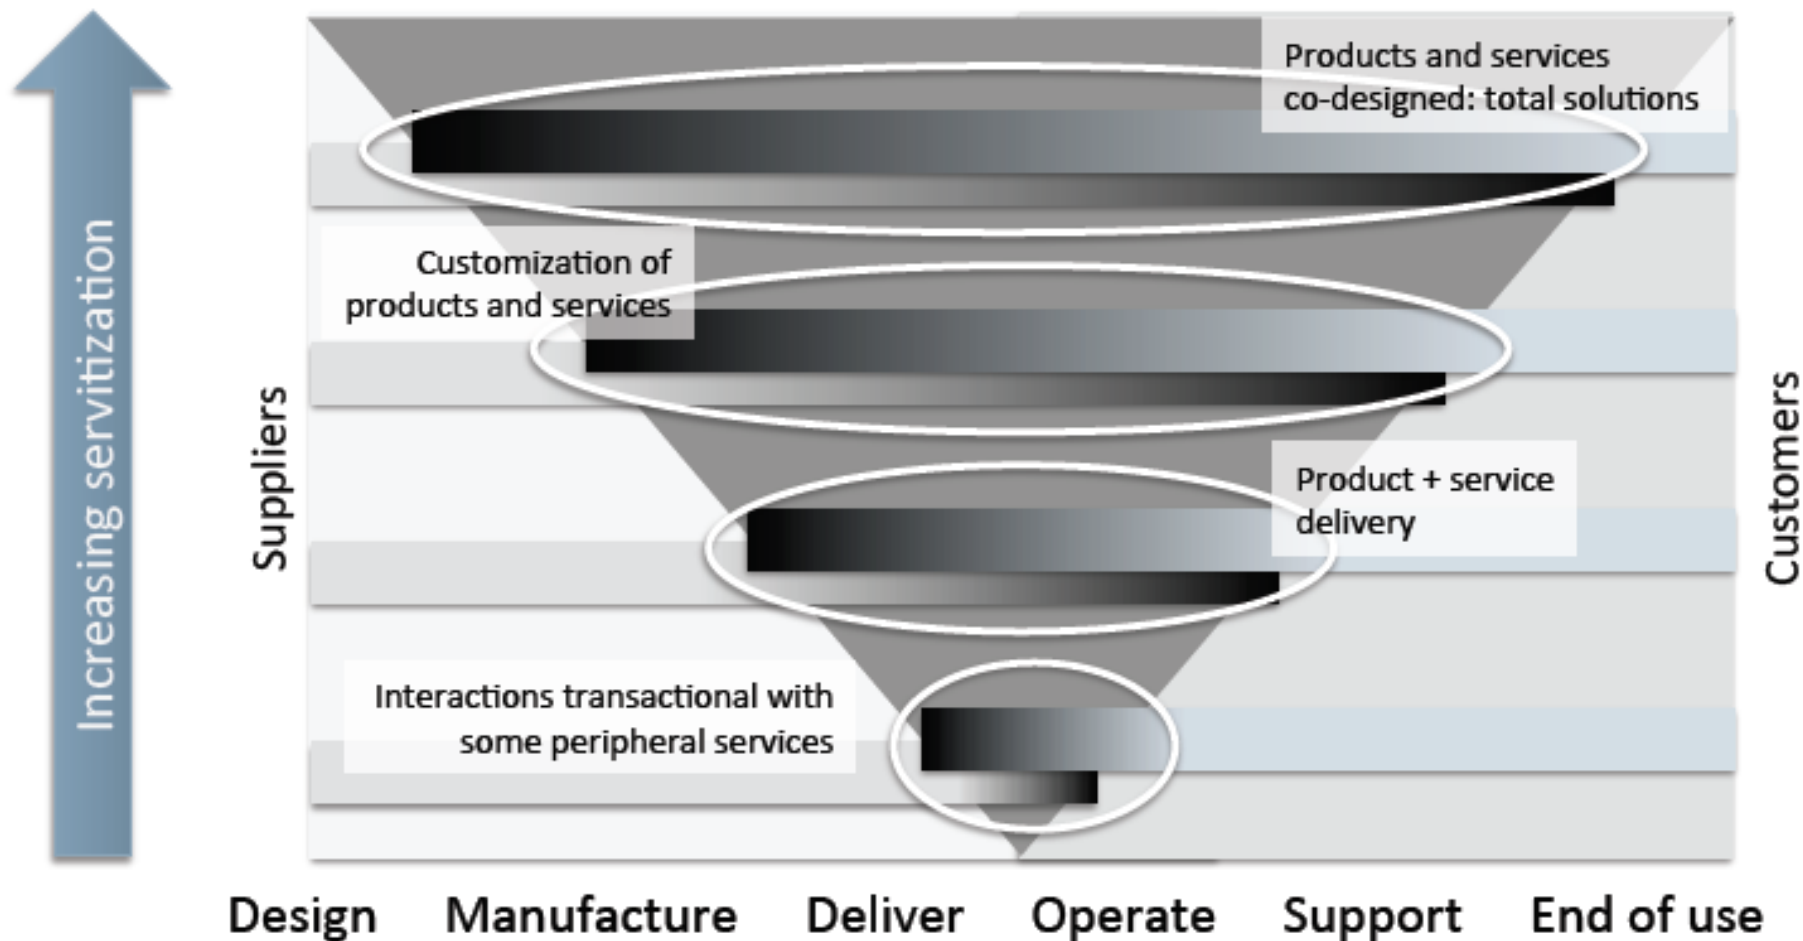 Products and services
co-designed: total solutions
Customization of
products and services
Product + service
delivery
Interactions transactional with
some peripheral services
Increasing servitization
Suppliers
Customers
Design Manufacture Deliver Operate Support End of use